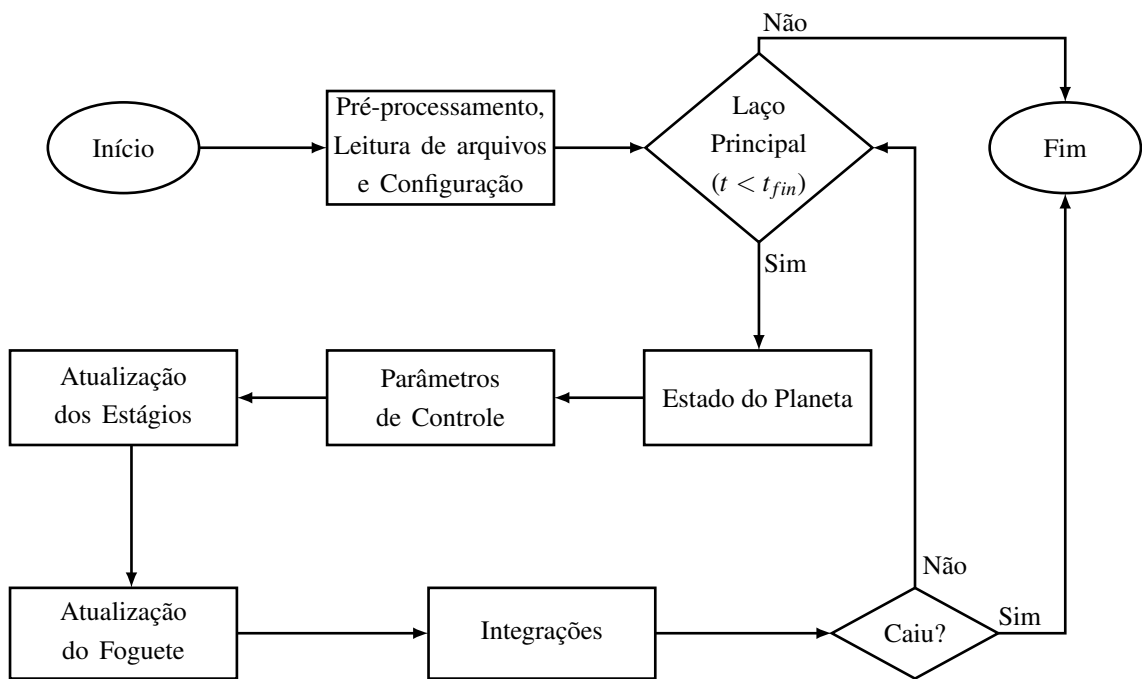 Não
Início
Pré-processamento,
Leitura de arquivos
e Configuração
Laço
Principal
(t < t_fin)
Fim
Sim
Atualização
dos Estágios
Parâmetros
de Controle
Estado do Planeta
Não
Atualização
do Foguete
Integrações
Caiu?
Sim